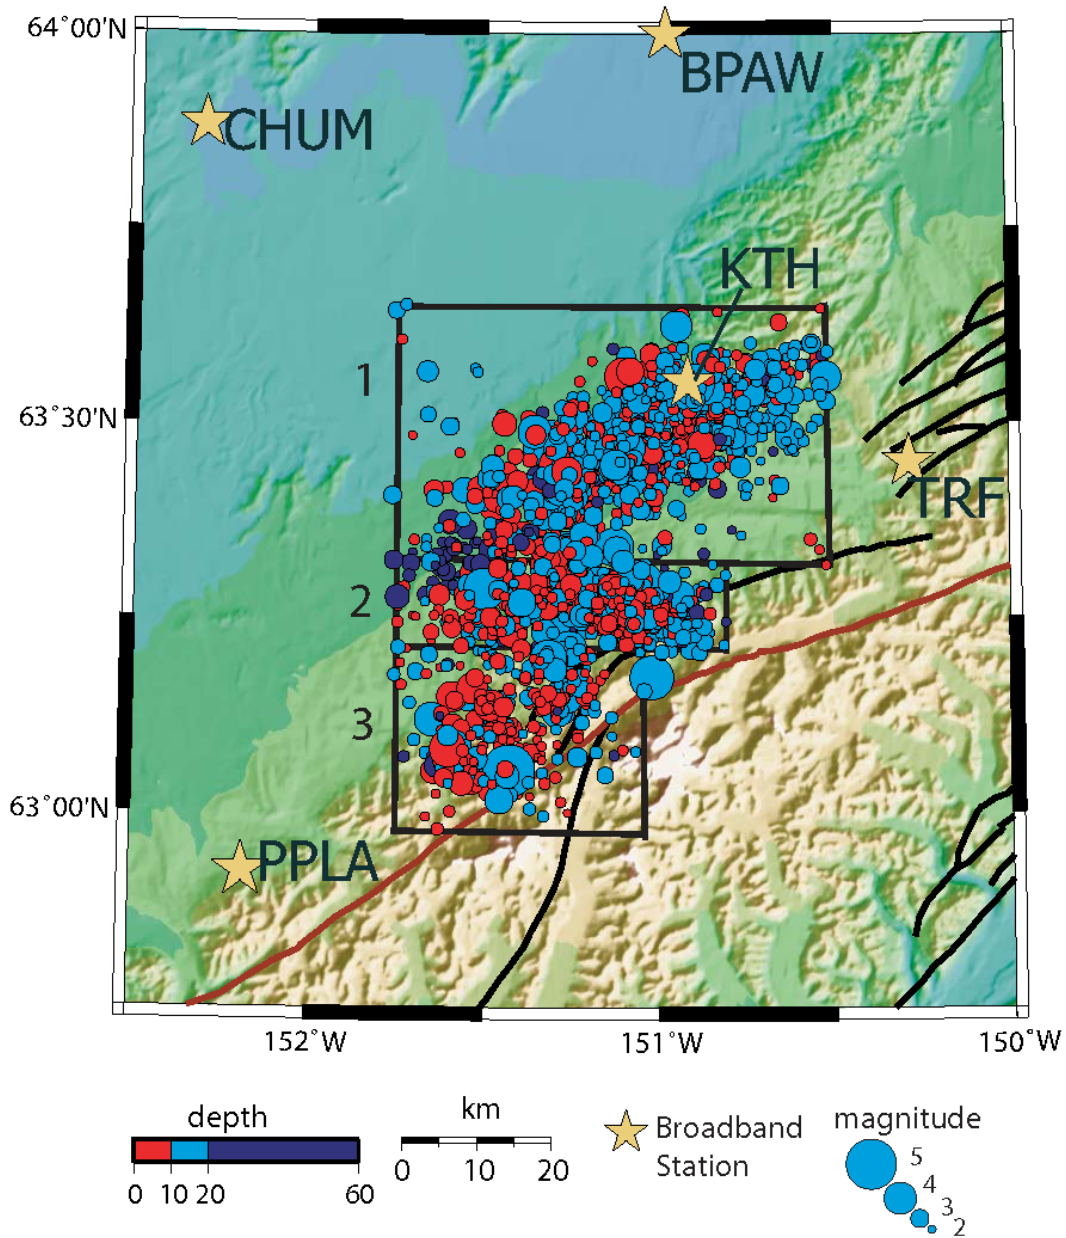 64°00'N
BPAW
CHUM
KTH
1
63°30'N
TRF
2
3
63°00'N
PPLA
152°W
151°W
150°W
depth
0 10 20 60
km
0 10 20
Broadband
Station
magnitude
5
4
3
2